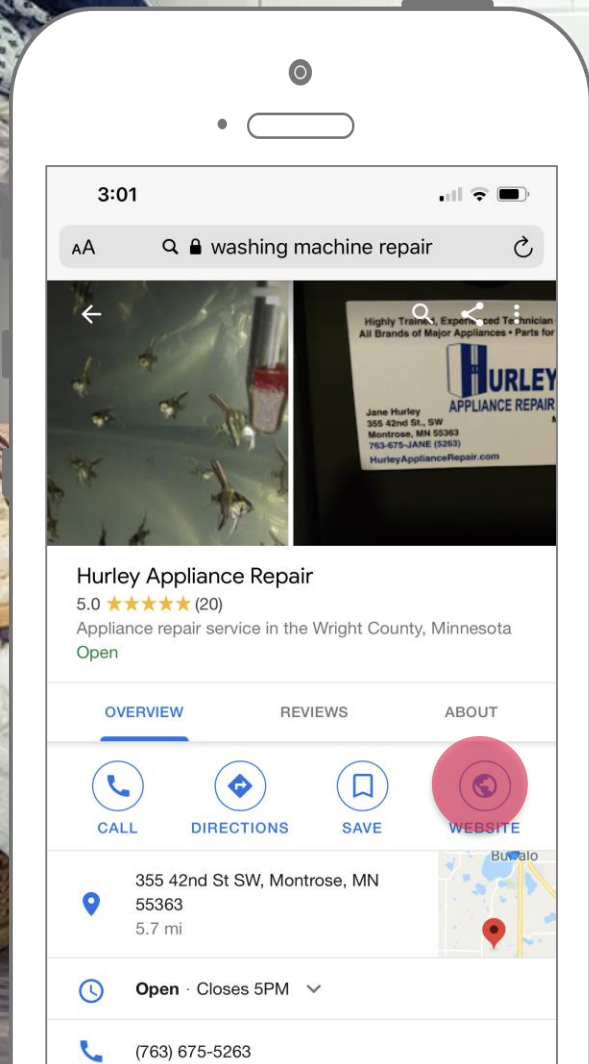 3:01
AA washing machine repair
Highly Trained, Experienced Technician
All Brands of Major Appliances • Parts for
HURLEY
APPLIANCE REPAIR
Jane Hurley
355 42nd St., SW
Montrose, MN 55363
763-675-JANE (5263)
HurleyApplianceRepair.com
Hurley Appliance Repair
5.0 ★★★★★ (20)
Appliance repair service in the Wright County, Minnesota
Open
OVERVIEW REVIEWS ABOUT
CALL DIRECTIONS SAVE WEBSITE
Buffalo
355 42nd St SW, Montrose, MN
55363
5.7 mi
Open · Closes 5PM
(763) 675-5263